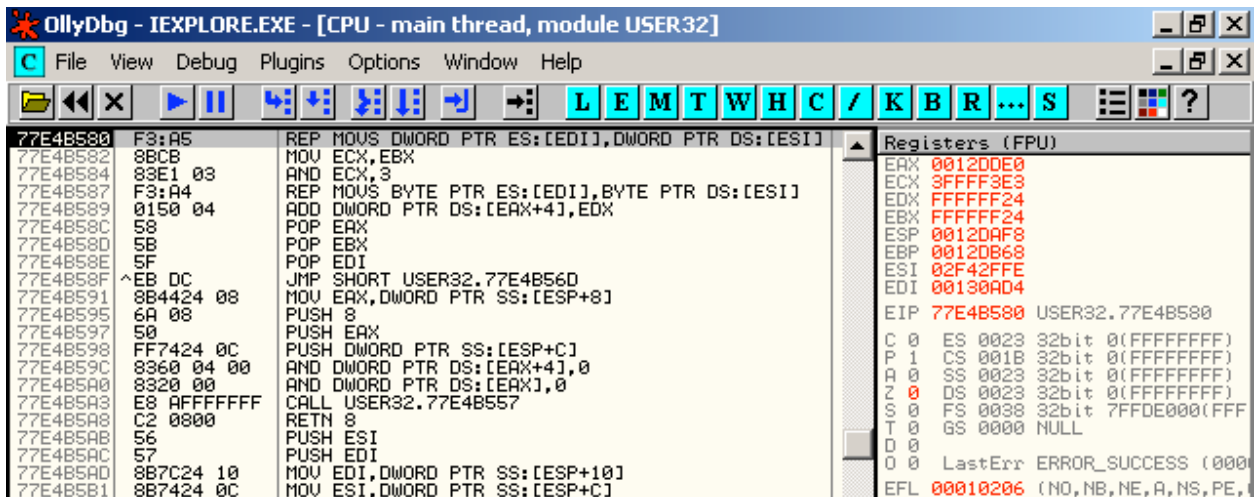 OllyDbg - IEXPLORE.EXE - [CPU - main thread, module USER32]
C File View Debug Plugins Options Window Help
L E M T W H C / K B R ... S ?
77E4B580 F3:A5 REP MOVS DWORD PTR ES:[EDI],DWORD PTR DS:[ESI]
77E4B582 8BCB MOV ECX,EBX
77E4B584 83E1 03 AND ECX,3
77E4B587 F3:A4 REP MOVS BYTE PTR ES:[EDI],BYTE PTR DS:[ESI]
77E4B589 0150 04 ADD DWORD PTR DS:[EAX+4],EDX
77E4B58C 58 POP EAX
77E4B58D 5B POP EBX
77E4B58E 5F POP EDI
77E4B58F ^EB DC JMP SHORT USER32.77E4B56D
77E4B591 8B4424 08 MOV EAX,DWORD PTR SS:[ESP+8]
77E4B595 6A 08 PUSH 8
77E4B597 50 PUSH EAX
77E4B598 FF7424 0C PUSH DWORD PTR SS:[ESP+C]
77E4B59C 8360 04 00 AND DWORD PTR DS:[EAX+4],0
77E4B5A0 8320 00 AND DWORD PTR DS:[EAX],0
77E4B5A3 E8 AFFFFFFF CALL USER32.77E4B557
77E4B5A8 C2 0800 RETN 8
77E4B5AB 56 PUSH ESI
77E4B5AC 57 PUSH EDI
77E4B5AD 8B7C24 10 MOV EDI,DWORD PTR SS:[ESP+10]
77E4B5B1 8B7424 0C MOV ESI,DWORD PTR SS:[ESP+C]
Registers (FPU)
EAX 0012DDE0
ECX 3FFFF3E3
EDX FFFFFF24
EBX FFFFFF24
ESP 0012DAF8
EBP 0012DB68
ESI 02F42FFE
EDI 00130AD4
EIP 77E4B580 USER32.77E4B580
C 0 ES 0023 32bit 0(FFFFFFFF)
P 1 CS 001B 32bit 0(FFFFFFFF)
A 0 SS 0023 32bit 0(FFFFFFFF)
Z 0 DS 0023 32bit 0(FFFFFFFF)
S 0 FS 0038 32bit 7FFDE000(FFF
T 0 GS 0000 NULL
D 0
O 0 LastErr ERROR_SUCCESS (000
EFL 00010206 (NO,NB,NE,A,NS,PE,